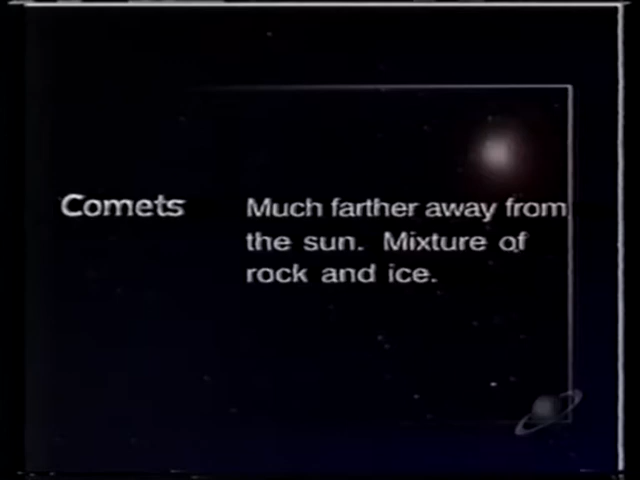 Comets
Much farther away from
the sun. Mixture of
rock and ice.